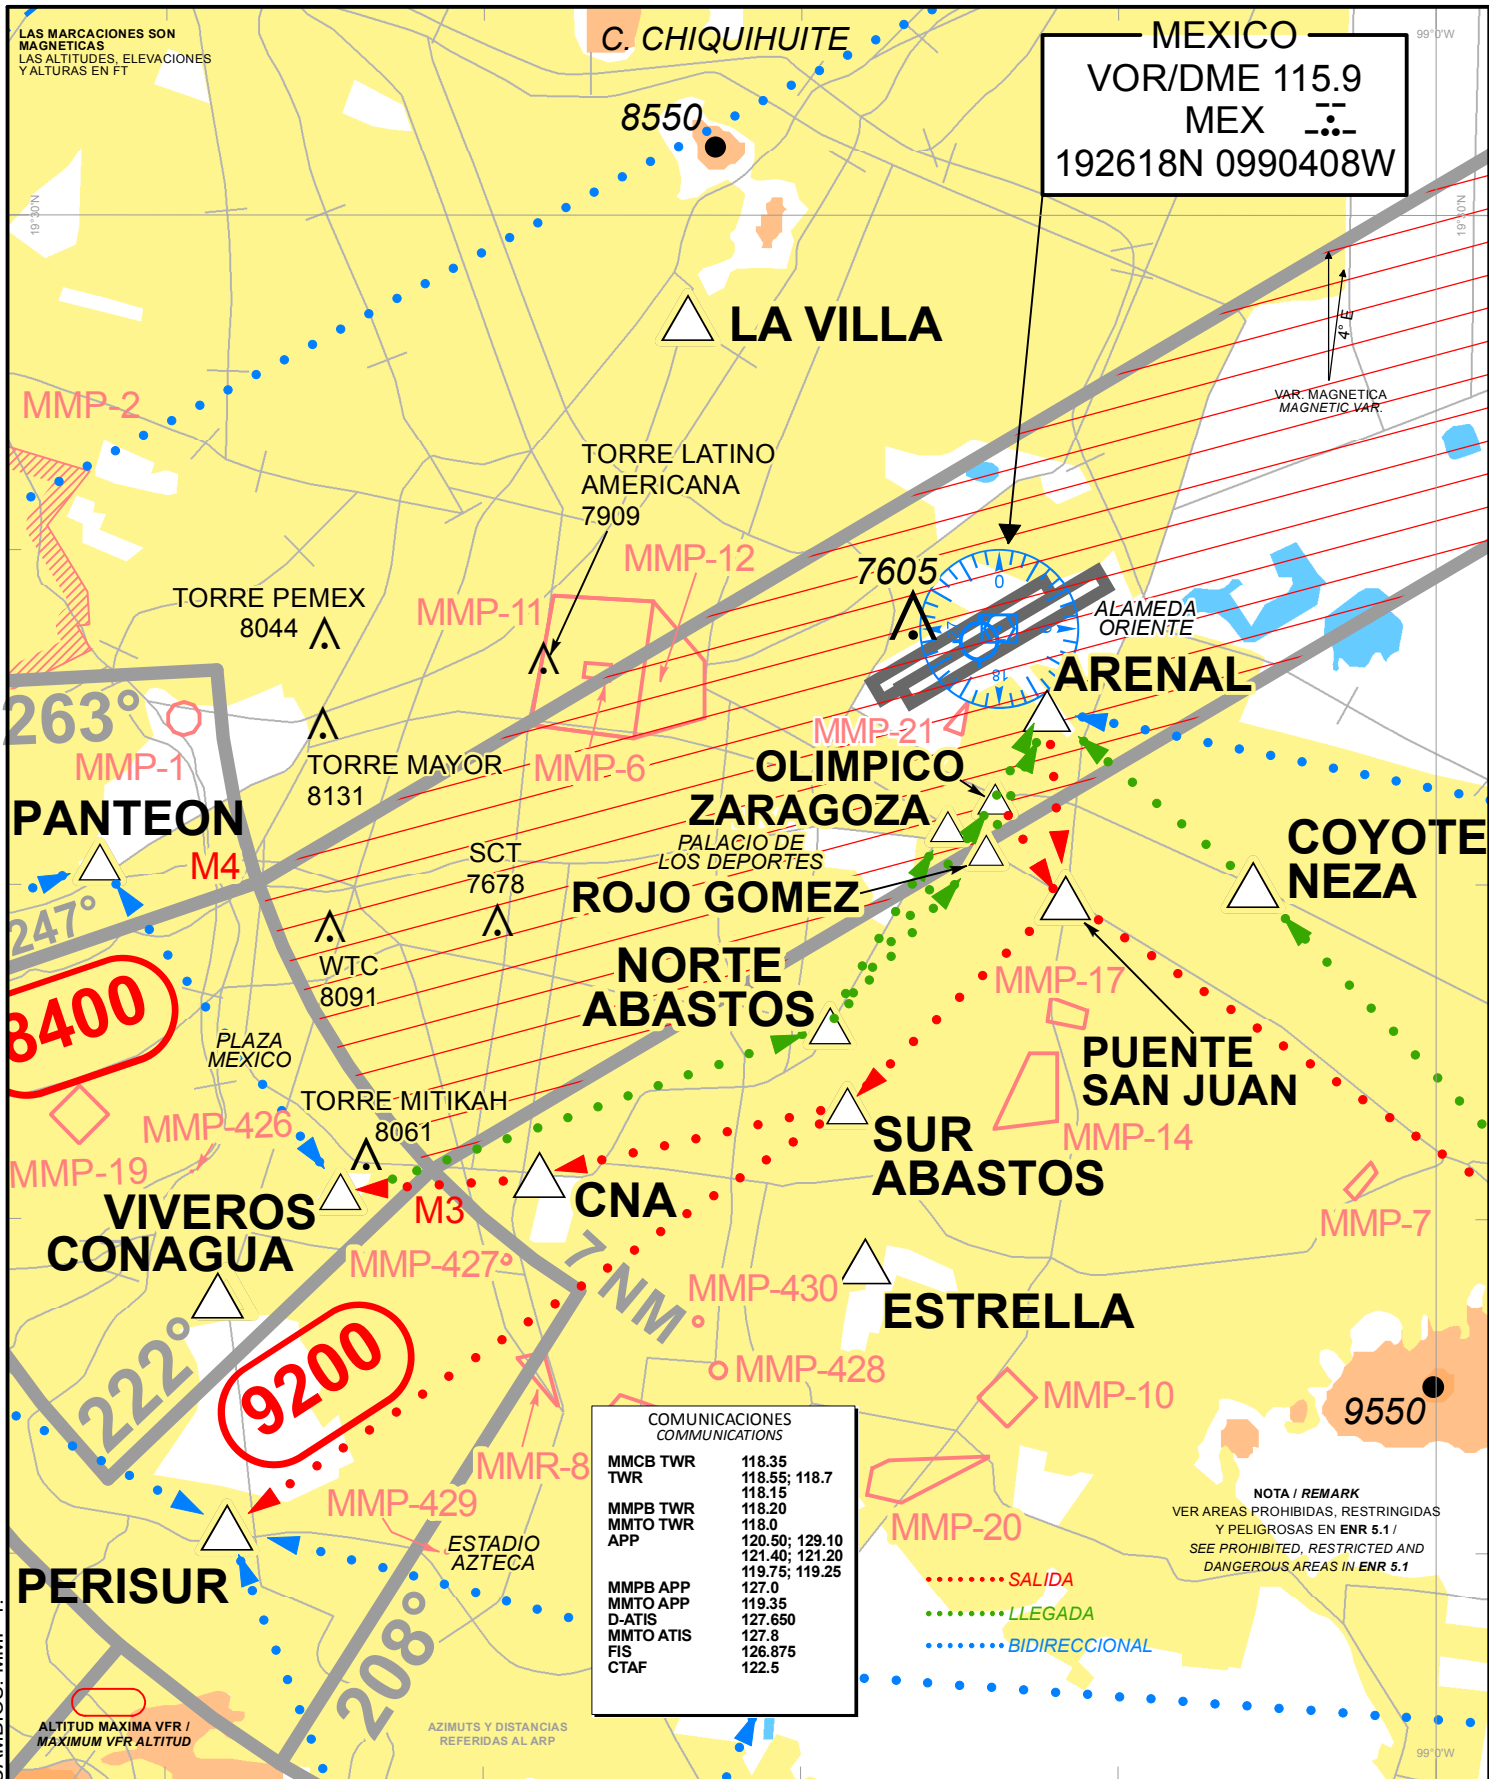 LAS MARCACIONES SON
MAGNETICAS
LAS ALTITUDES, ELEVACIONES
Y ALTURAS EN FT
C. CHIQUIHUITE
8550
MEXICO
VOR/DME 115.9
MEX
192618N 0990408W
99°0'W
19°30'N
19°30'N
4° E
VAR. MAGNETICA
MAGNETIC VAR.
LA VILLA
MMP-2
TORRE LATINO
AMERICANA
7909
MMP-12
7605
TORRE PEMEX
8044
MMP-11
0
18
ALAMEDA
ORIENTE
ARENAL
263°
MMP-1
TORRE MAYOR
8131
MMP-6
MMP-21
OLIMPICO
ZARAGOZA
PALACIO DE
LOS DEPORTES
ROJO GOMEZ
PANTEON
M4
SCT
7678
COYOTE
NEZA
247°
WTC
8091
NORTE
ABASTOS
MMP-17
8400
PLAZA
MEXICO
PUENTE
SAN JUAN
TORRE MITIKAH
8061
MMP-426
MMP-19
MMP-14
SUR
ABASTOS
VIVEROS
CONAGUA
M3
CNA
MMP-7
MMP-427
7 NM
MMP-430
ESTRELLA
222°
9200
MMP-428
MMP-10
9550
MMR-8
MMP-429
ESTADIO
AZTECA
MMP-20
PERISUR
208°
COMUNICACIONES
COMMUNICATIONS
MMCB TWR 118.35
TWR 118.55; 118.7
118.15
MMPB TWR 118.20
MMTO TWR 118.0
APP 120.50; 129.10
121.40; 121.20
119.75; 119.25
MMPB APP 127.0
MMTO APP 119.35
D-ATIS 127.650
MMTO ATIS 127.8
FIS 126.875
CTAF 122.5
NOTA / REMARK
VER AREAS PROHIBIDAS, RESTRINGIDAS
Y PELIGROSAS EN ENR 5.1 /
SEE PROHIBITED, RESTRICTED AND
DANGEROUS AREAS IN ENR 5.1
SALIDA
LLEGADA
BIDIRECCIONAL
ALTITUD MAXIMA VFR /
MAXIMUM VFR ALTITUD
AZIMUTS Y DISTANCIAS
REFERIDAS AL ARP
99°0'W